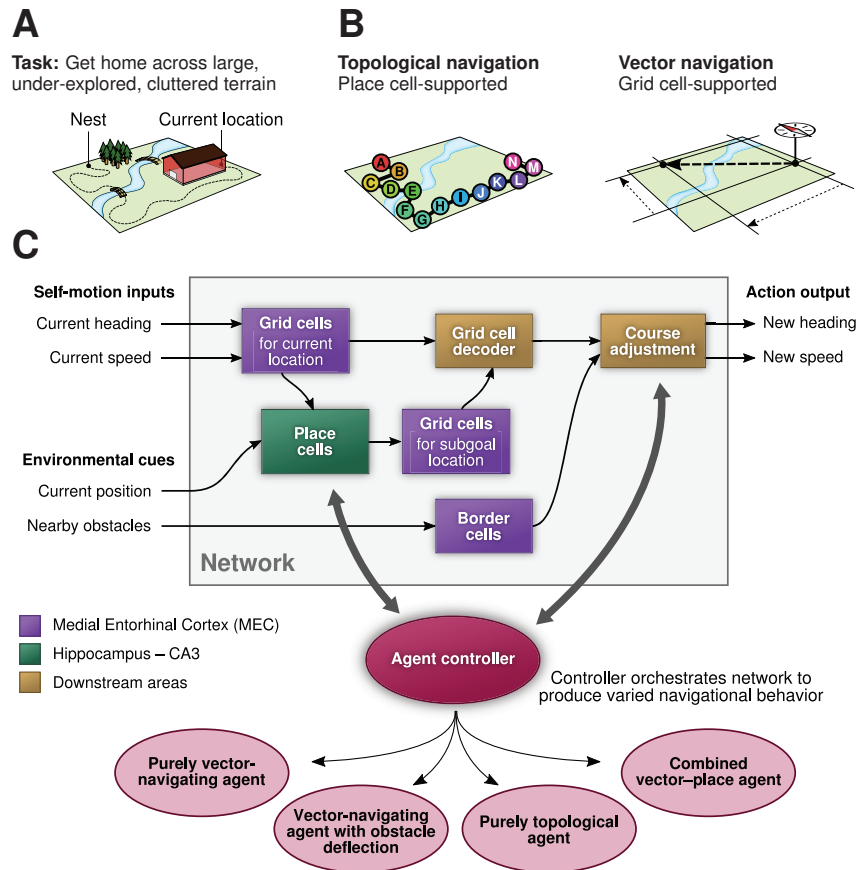 A
Task: Get home across large,
under-explored, cluttered terrain
Nest
Current location
B
Topological navigation
Place cell-supported
A
B
C
D
E
F
G
H
I
J
K
L
M
N
Vector navigation
Grid cell-supported
C
Self-motion inputs
Current heading
Current speed
Environmental cues
Current position
Nearby obstacles
Grid cells
for current
location
Grid cell
decoder
Course
adjustment
Place
cells
Grid cells
for subgoal
location
Border
cells
Network
Action output
New heading
New speed
Medial Entorhinal Cortex (MEC)
Hippocampus – CA3
Downstream areas
Agent controller
Controller orchestrates network to
produce varied navigational behavior
Purely vector-
navigating agent
Vector-navigating
agent with obstacle
deflection
Purely topological
agent
Combined
vector–place agent